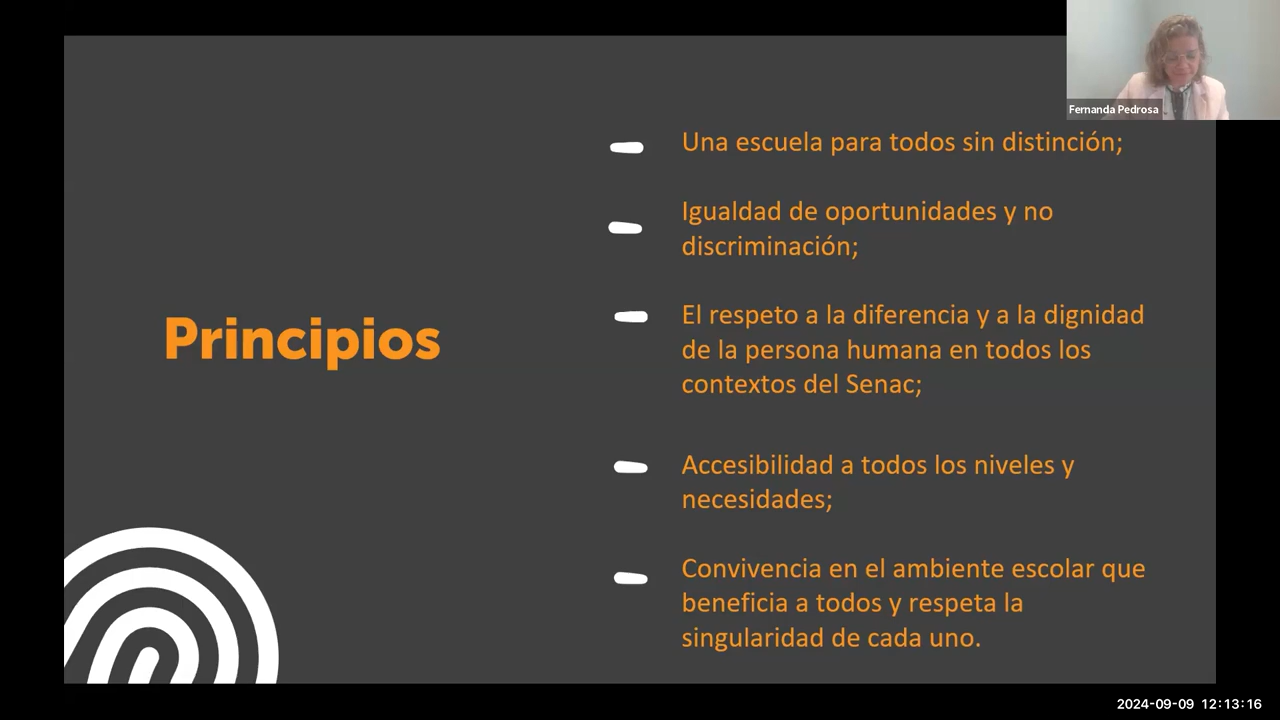 Fernanda Pedrosa
Principios
Una escuela para todos sin distinción;
Igualdad de oportunidades y no
discriminación;
El respeto a la diferencia y a la dignidad
de la persona humana en todos los
contextos del Senac;
Accesibilidad a todos los niveles y
necesidades;
Convivencia en el ambiente escolar que
beneficia a todos y respeta la
singularidad de cada uno.
2024-09-09 12:13:16